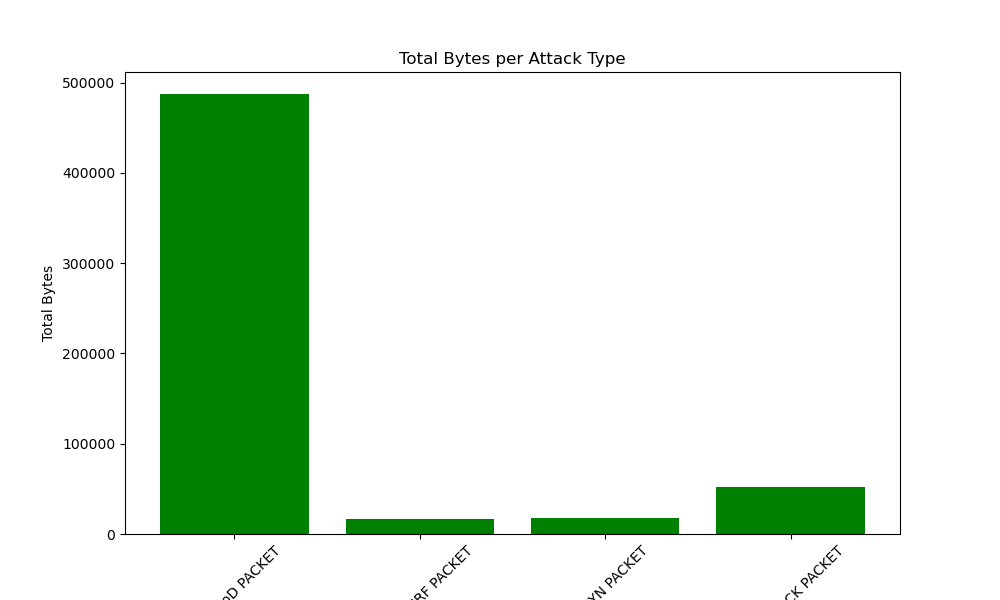 Total Bytes per Attack Type
Total Bytes
500000
400000
300000
200000
100000
0
PACKET
PACKET
PACKET
PACKET